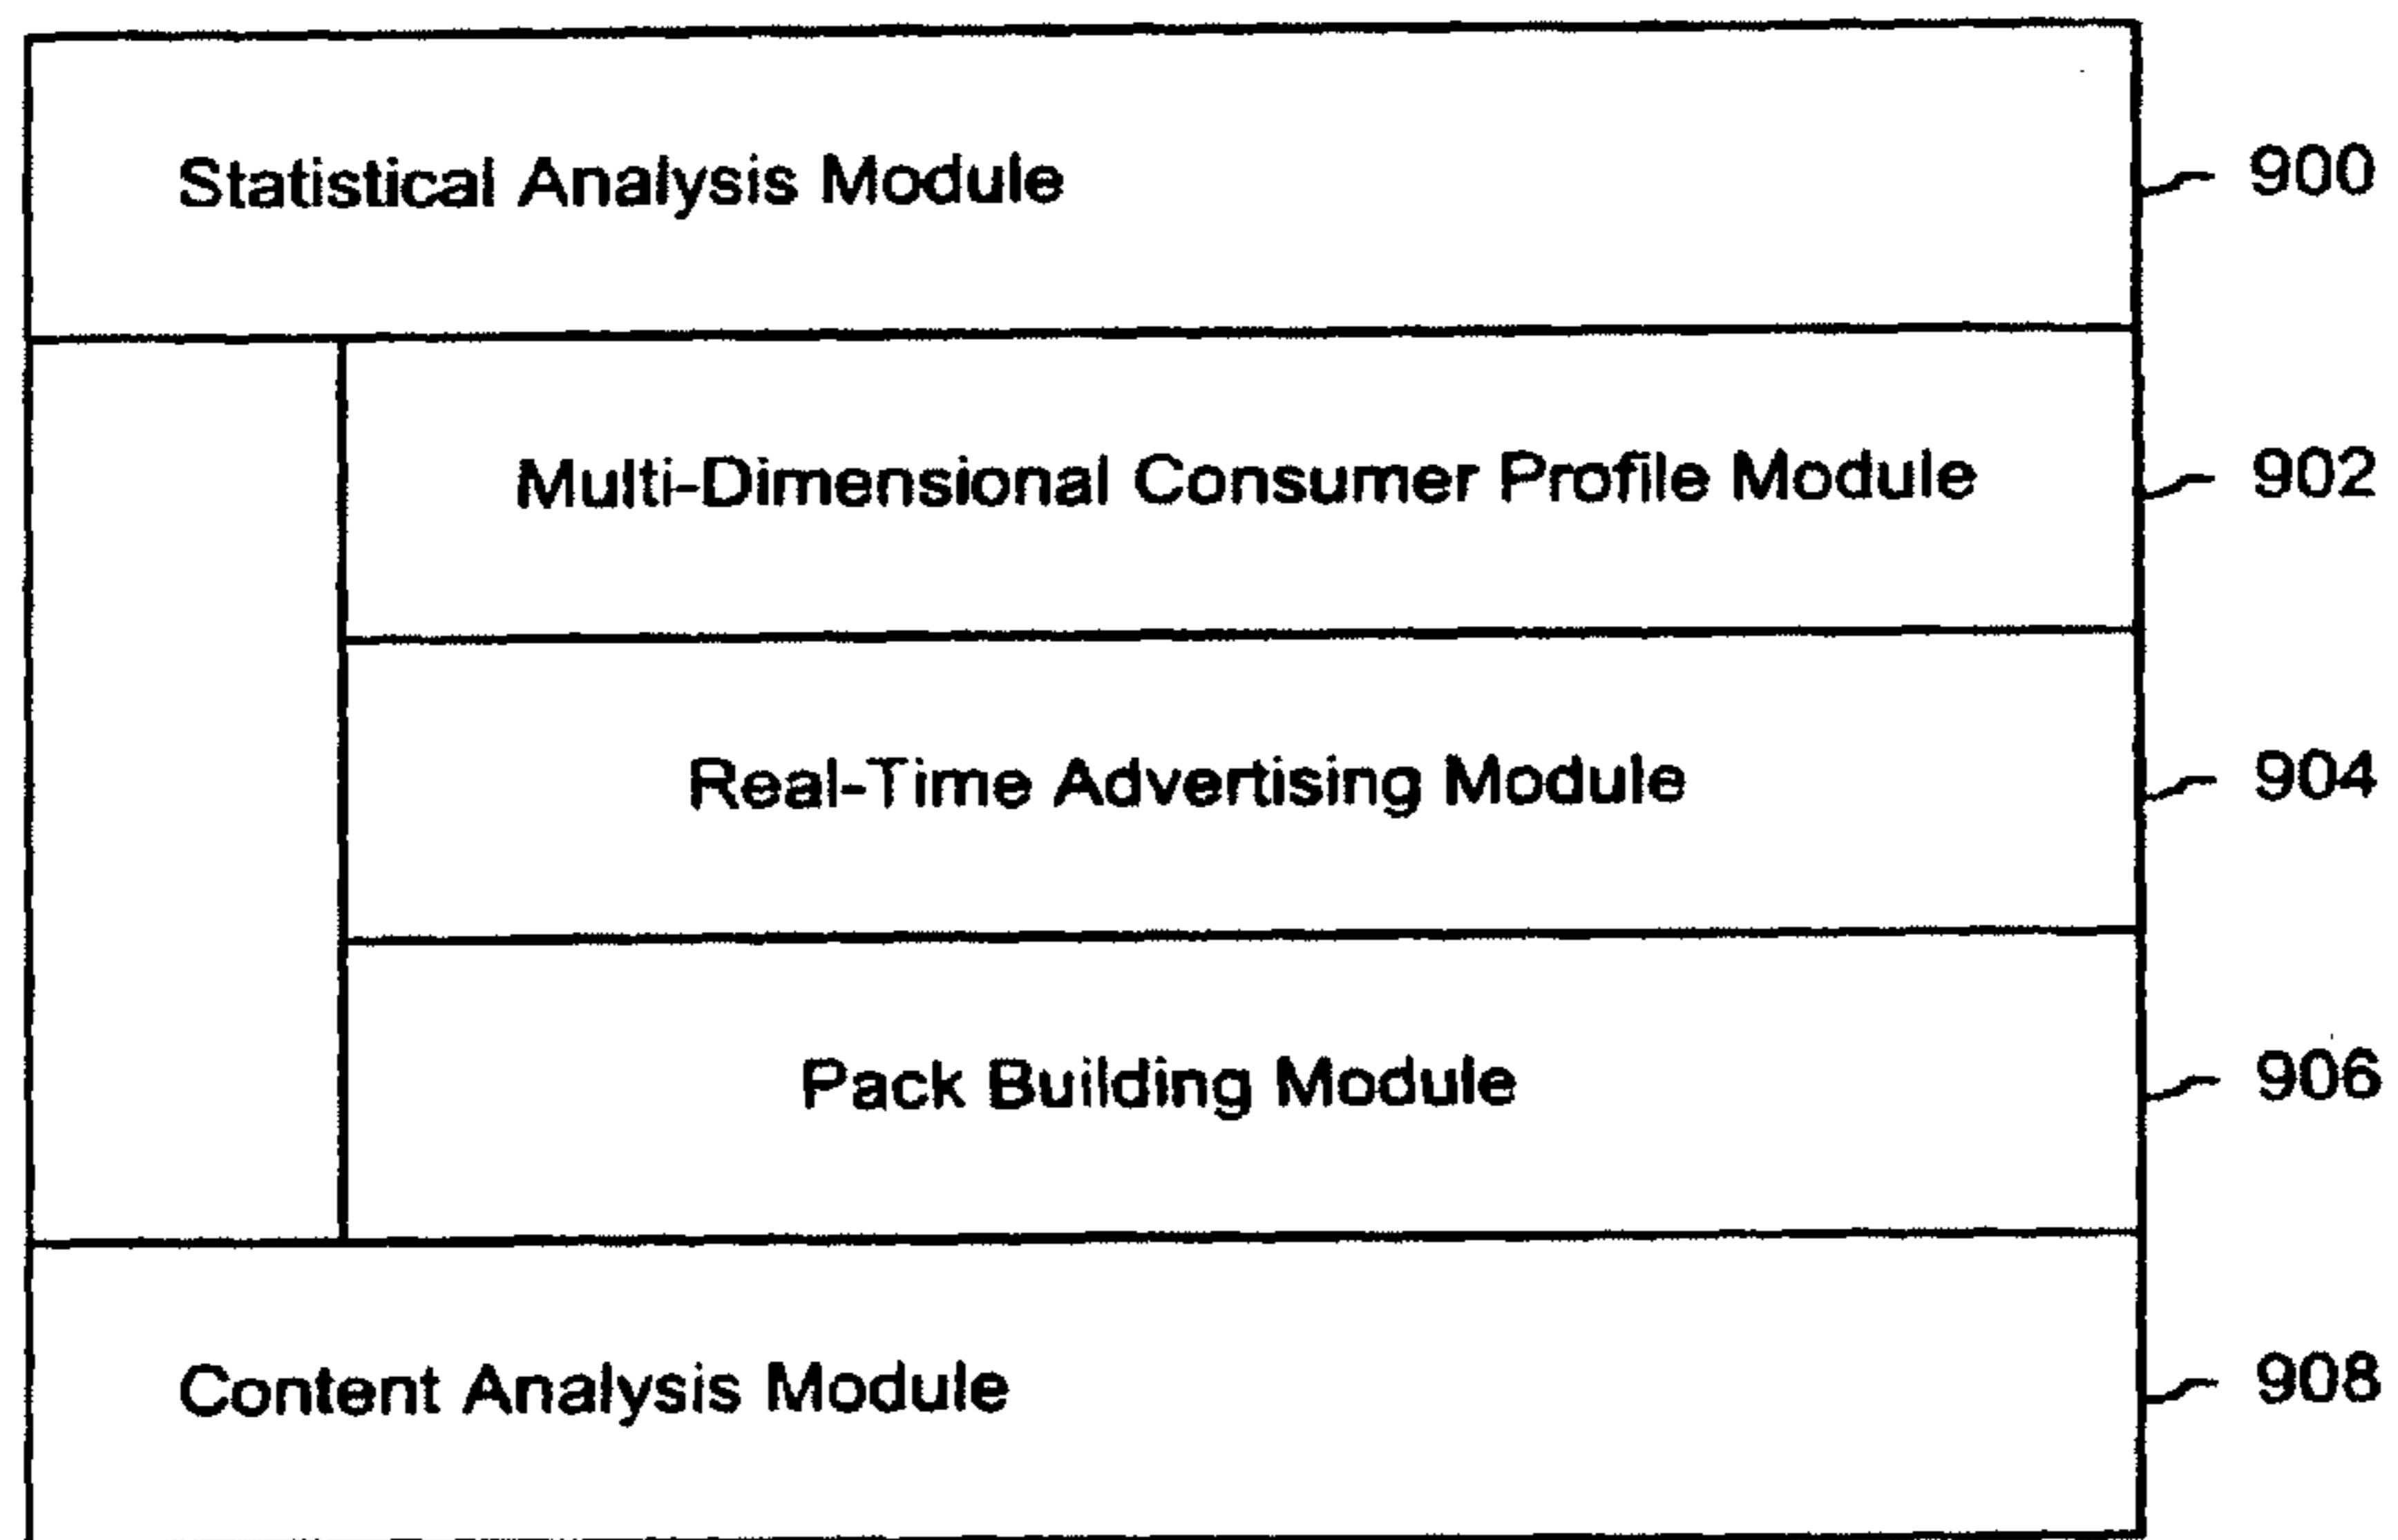 Statistical Analysis Module 900
Multi-Dimensional Consumer Profile Module 902
Real-Time Advertising Module 904
Pack Building Module 906
Content Analysis Module 908